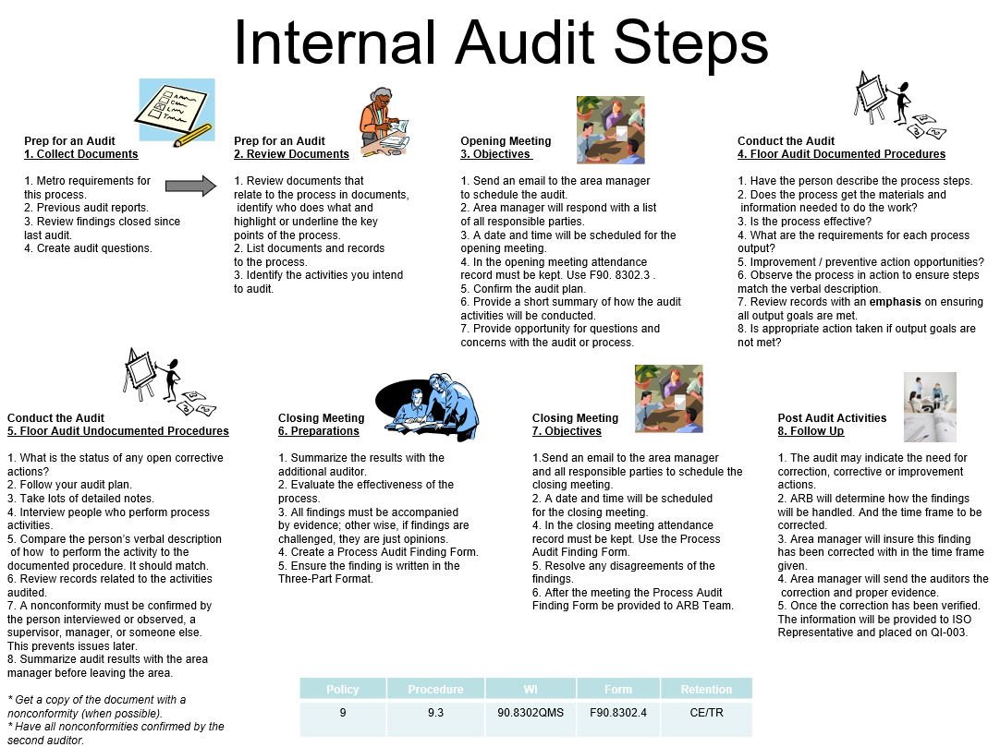 Internal Audit Steps
Prep for an Audit
1. Collect Documents
1. Metro requirements for
this process.
2. Previous audit reports.
3. Review findings closed since
last audit.
4. Create audit questions.
Prep for an Audit
2. Review Documents
1. Review documents that
relate to the process in documents,
identify who does what and
highlight or underline the key
points of the process.
2. List documents and records
to the process.
3. Identify the activities you intend
to audit.
Opening Meeting
3. Objectives
1. Send an email to the area manager
to schedule the audit.
2. Area manager will respond with a list
of all responsible parties.
3. A date and time will be scheduled for the
opening meeting.
4. In the opening meeting attendance
record must be kept. Use F90. 8302.3 .
5. Confirm the audit plan.
6. Provide a short summary of how the audit
activities will be conducted.
7. Provide opportunity for questions and
concerns with the audit or process.
Conduct the Audit
4. Floor Audit Documented Procedures
1. Have the person describe the process steps.
2. Does the process get the materials and
information needed to do the work?
3. Is the process effective?
4. What are the requirements for each process
output?
5. Improvement / preventive action opportunities?
6. Observe the process in action to ensure steps
match the verbal description.
7. Review records with an emphasis on ensuring
all output goals are met.
8. Is appropriate action taken if output goals are
not met?
Conduct the Audit
5. Floor Audit Undocumented Procedures
1. What is the status of any open corrective
actions?
2. Follow your audit plan.
3. Take lots of detailed notes.
4. Interview people who perform process
activities.
5. Compare the person's verbal description
of how  to perform the activity to the
documented procedure. It should match.
6. Review records related to the activities
audited.
7. A nonconformity must be confirmed by
the person interviewed or observed, a
supervisor, manager, or someone else.
This prevents issues later.
8. Summarize audit results with the area
manager before leaving the area.
* Get a copy of the document with a
nonconformity (when possible).
* Have all nonconformities confirmed by the
second auditor.
Closing Meeting
6. Preparations
1. Summarize the results with the
additional auditor.
2. Evaluate the effectiveness of the
process.
3. All findings must be accompanied
by evidence; other wise, if findings are
challenged, they are just opinions.
4. Create a Process Audit Finding Form.
5. Ensure the finding is written in the
Three-Part Format.
Closing Meeting
7. Objectives
1.Send an email to the area manager
and all responsible parties to schedule the
closing meeting.
2. A date and time will be scheduled
for the closing meeting.
4. In the closing meeting attendance
record must be kept. Use the Process
Audit Finding Form.
5. Resolve any disagreements of the
findings.
6. After the meeting the Process Audit
Finding Form be provided to ARB Team.
Post Audit Activities
8. Follow Up
1. The audit may indicate the need for
correction, corrective or improvement
actions.
2. ARB will determine how the findings
will be handled. And the time frame to be
corrected.
3. Area manager will insure this finding
has been corrected with in the time frame
given.
4. Area manager will send the auditors the
correction and proper evidence.
5. Once the correction has been verified.
The information will be provided to ISO
Representative and placed on QI-003.
Policy Procedure WI Form Retention
9 9.3 90.8302QMS F90.8302.4 CE/TR